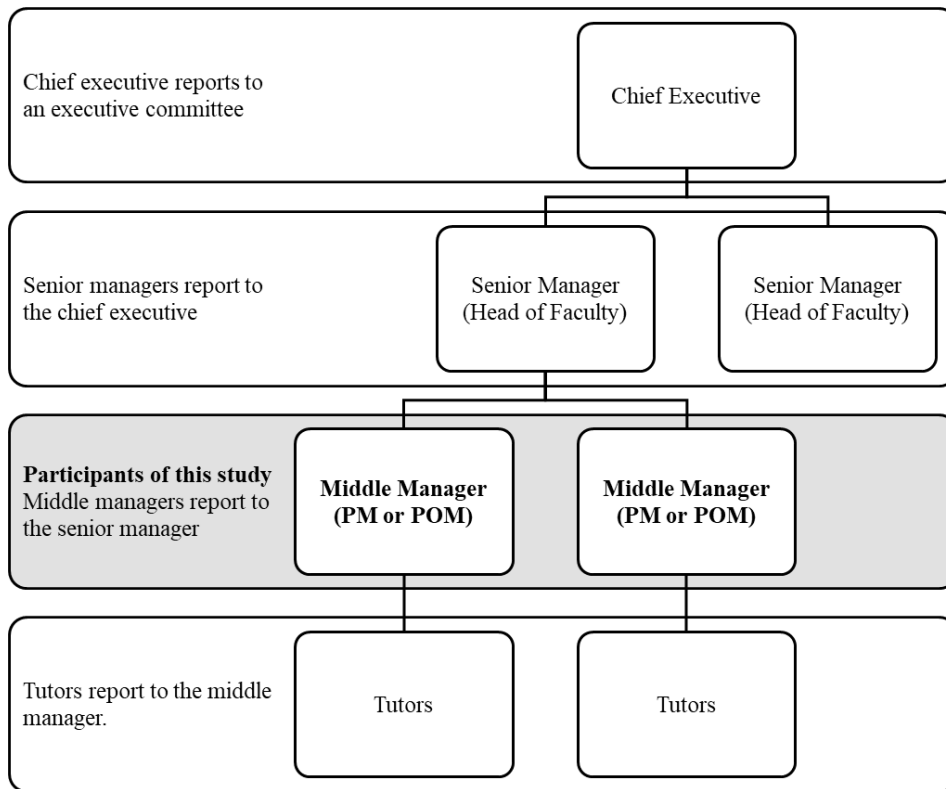 Chief executive reports to
an executive committee
Chief Executive
Senior managers report to
the chief executive
Senior Manager
(Head of Faculty)
Senior Manager
(Head of Faculty)
Participants of this study
Middle managers report to
the senior manager
Middle Manager
(PM or POM)
Middle Manager
(PM or POM)
Tutors report to the middle
manager.
Tutors
Tutors